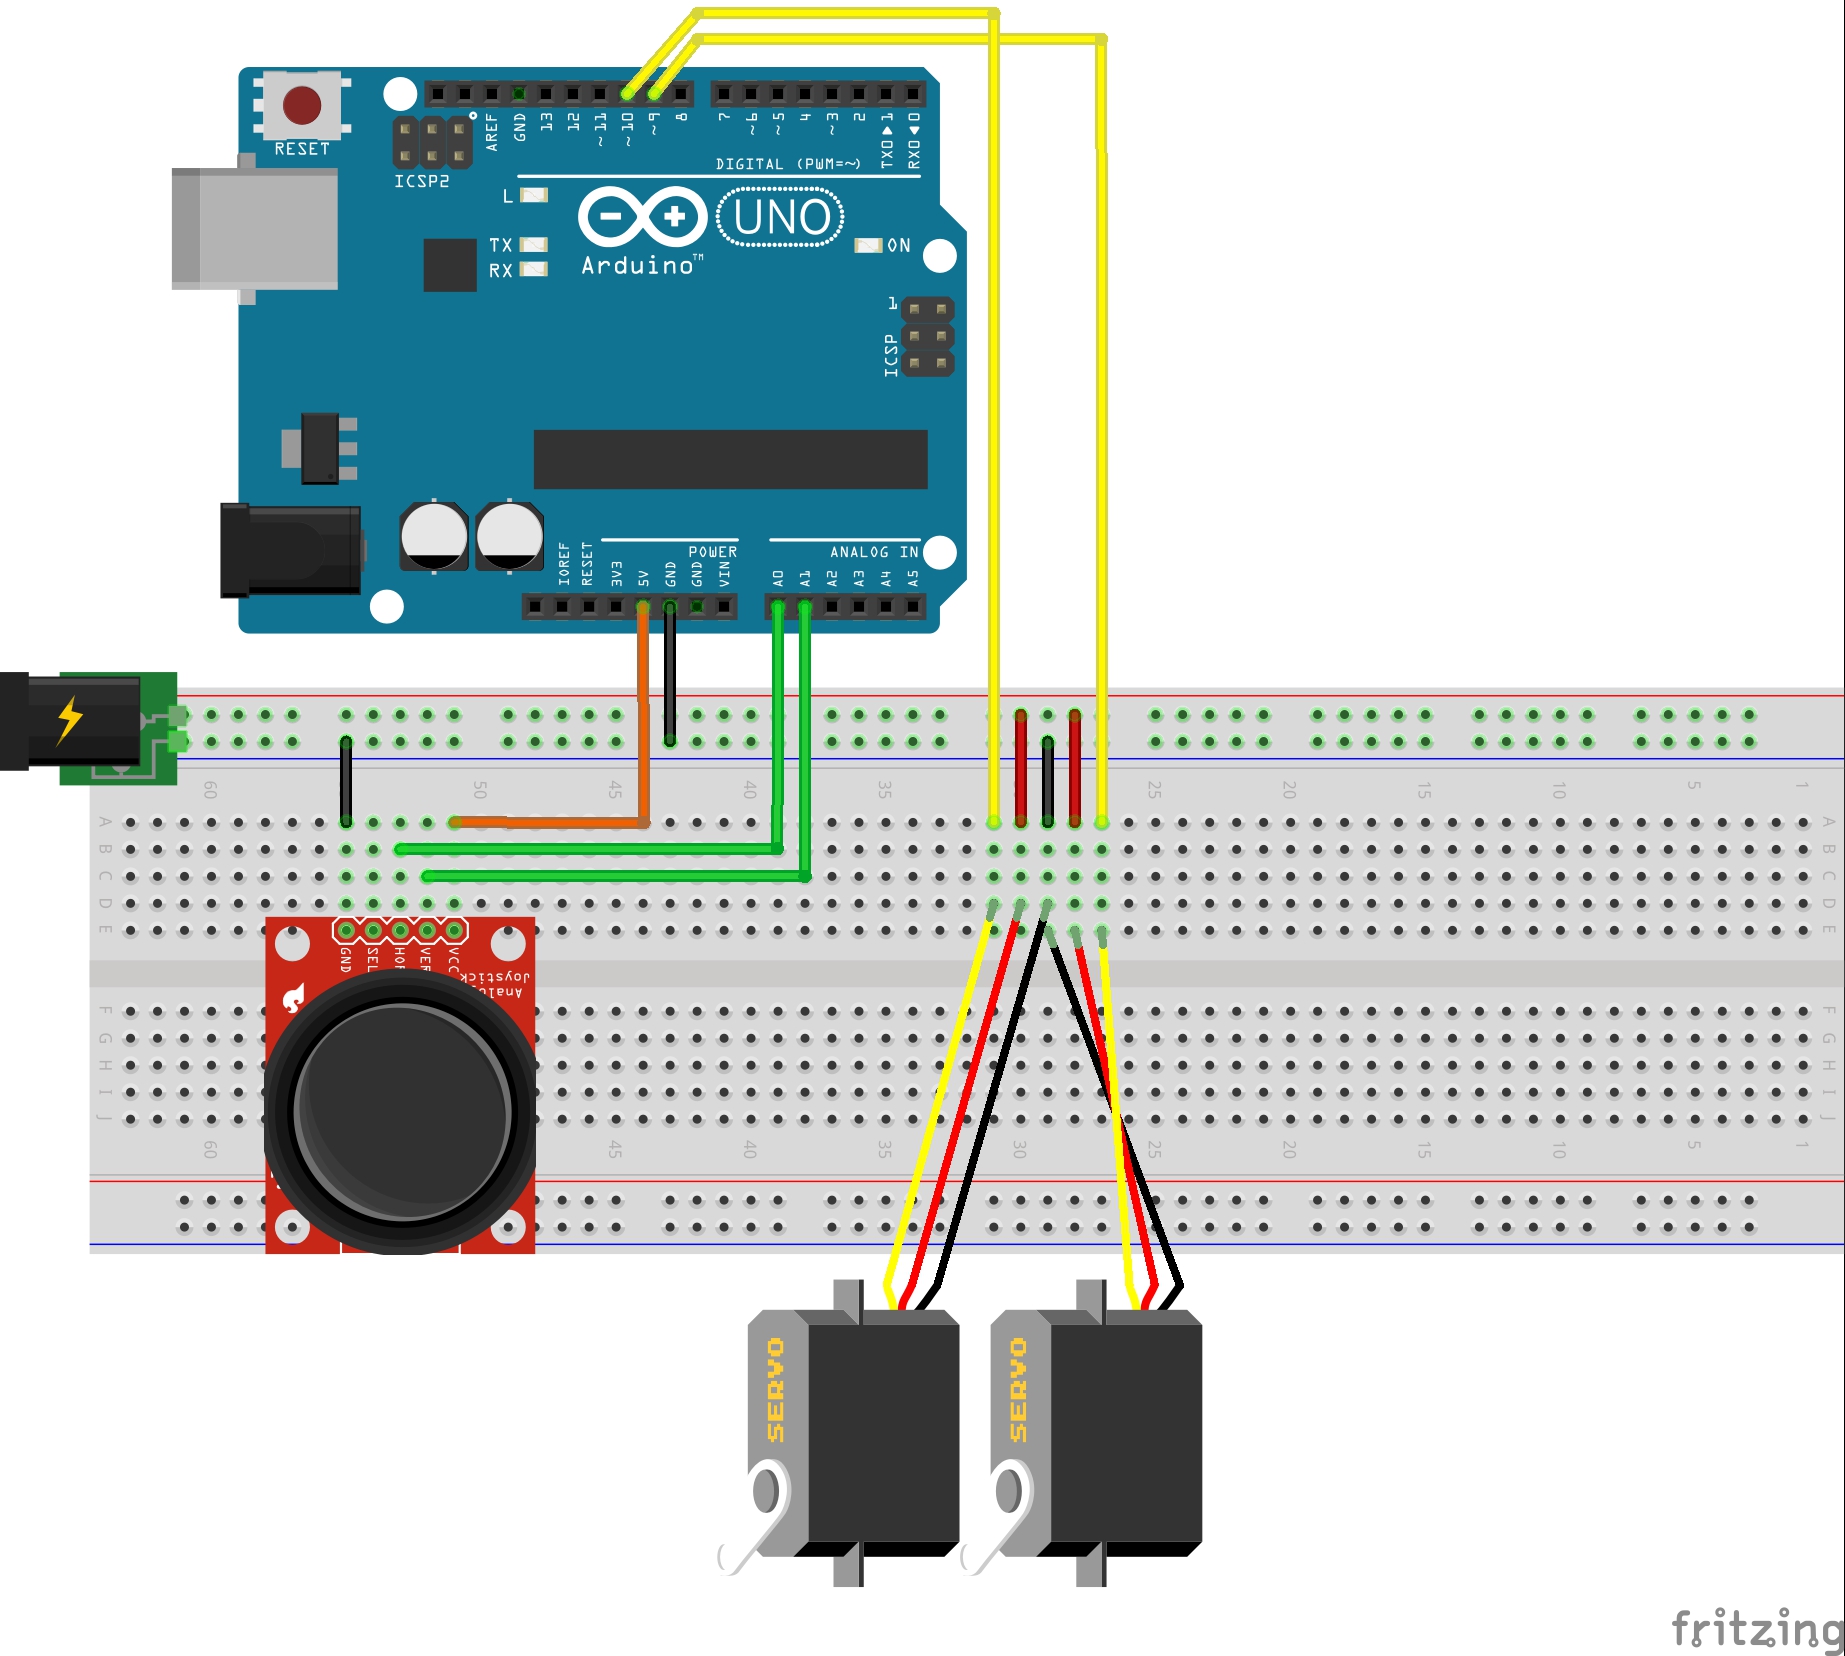 RESET
ICSP2
AREF
GND
13
12
~11
~10
~9
8
7
~6
~5
4
~3
2
TX0▶1
RX0◀0
DIGITAL (PWM=~)
L
TX
RX
UNO
Arduino™
ON
1
ICSP
POWER
ANALOG IN
IOREF
RESET
3V3
5V
GND
GND
VIN
A0
A1
A2
A3
A4
A5
60
50
45
40
35
25
20
15
10
5
1
A
B
C
D
E
A
B
C
D
E
GND
SEL
VCC
Joystick
F
G
H
I
J
F
G
H
I
J
60
45
40
35
30
25
20
15
10
5
1
SERVO
SERVO
fritzing